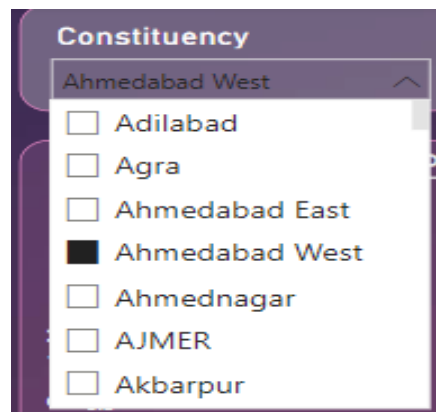 Constituency
Ahmedabad West
Adilabad
Agra
Ahmedabad East
Ahmedabad West
Ahmednagar
AJMER
Akbarpur